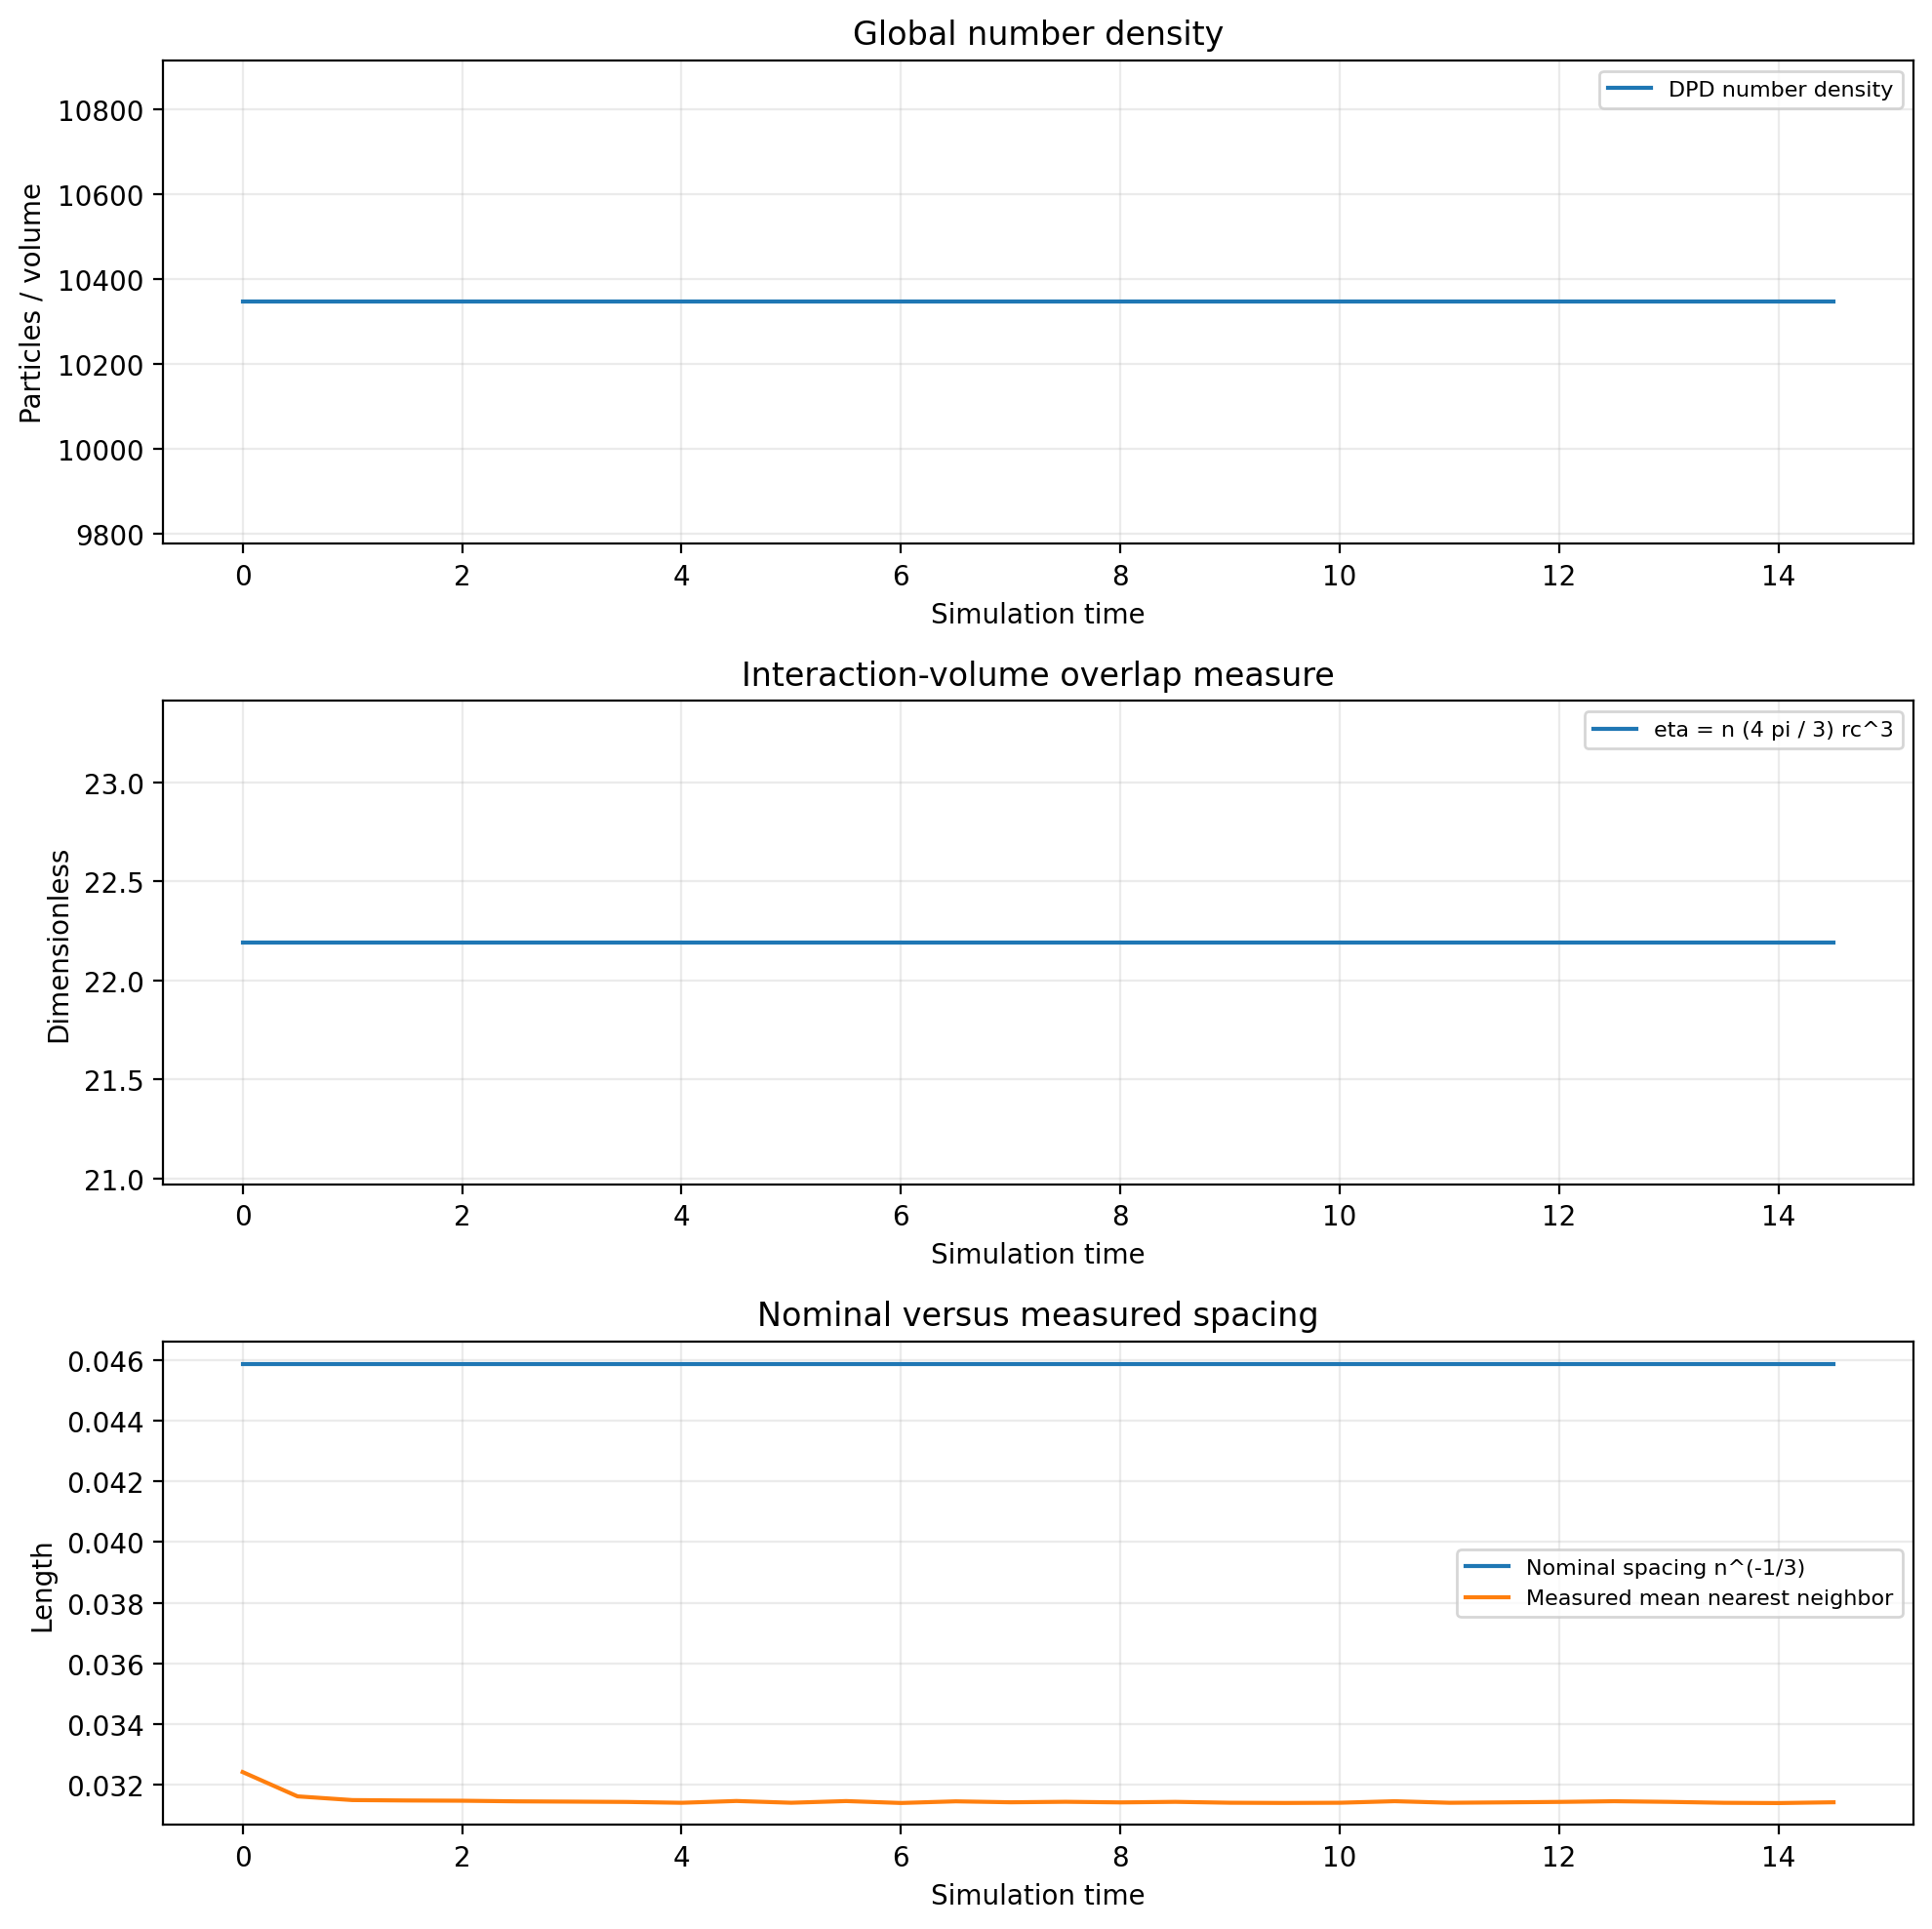 Global number density
DPD number density
Particles / volume
10800
10600
10400
10200
10000
9800
0 2 4 6 8 10 12 14
Simulation time
Interaction-volume overlap measure
eta = n (4 pi / 3) rc^3
Dimensionless
23.0
22.5
22.0
21.5
21.0
0 2 4 6 8 10 12 14
Simulation time
Nominal versus measured spacing
Nominal spacing n^(-1/3)
Measured mean nearest neighbor
Length
0.046
0.044
0.042
0.040
0.038
0.036
0.034
0.032
0 2 4 6 8 10 12 14
Simulation time